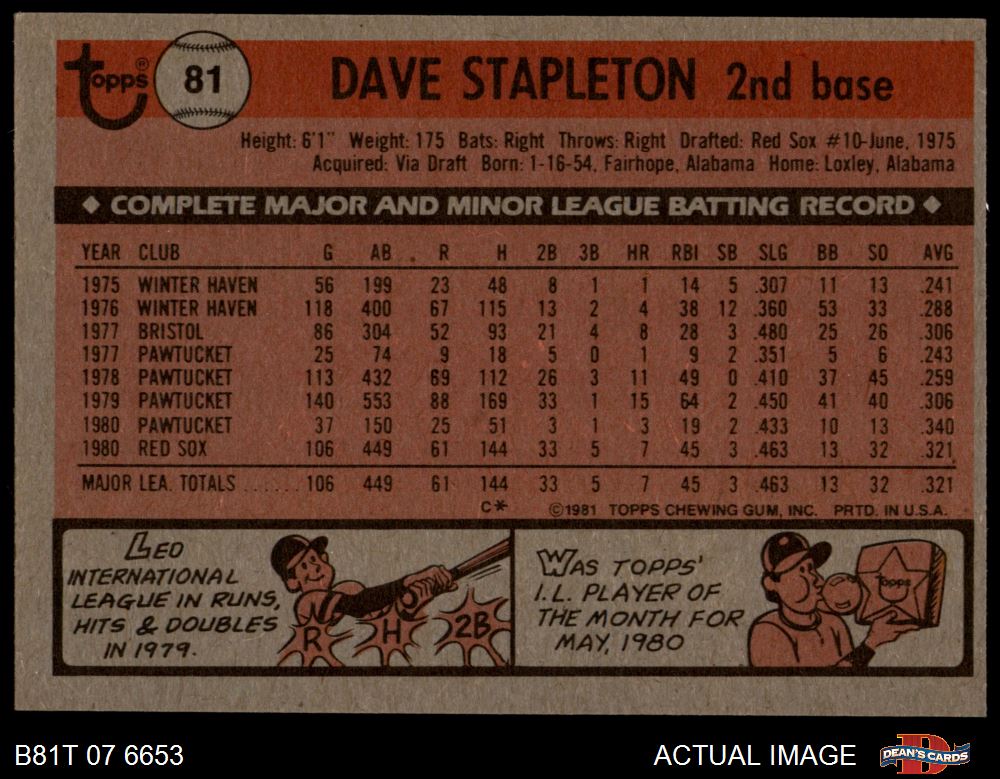 topps® 81 DAVE STAPLETON 2nd base
Height: 6'1" Weight: 175 Bats: Right Throws: Right Drafted: Red Sox #10-June, 1975
Acquired: Via Draft Born: 1-16-54, Fairhope, Alabama Home: Loxley, Alabama
◆ COMPLETE MAJOR AND MINOR LEAGUE BATTING RECORD ◆
YEAR CLUB G AB R H 2B 3B HR RBI SB SLG BB SO AVG
1975 WINTER HAVEN 56 199 23 48 8 1 1 14 5 .307 11 13 .241
1976 WINTER HAVEN 118 400 67 115 13 2 4 38 12 .360 53 33 .288
1977 BRISTOL 86 304 52 93 21 4 8 28 3 .480 25 26 .306
1977 PAWTUCKET 25 74 9 18 5 0 1 9 2 .351 5 6 .243
1978 PAWTUCKET 113 432 69 112 26 3 11 49 0 .410 37 45 .259
1979 PAWTUCKET 140 553 88 169 33 1 15 64 2 .450 41 40 .306
1980 PAWTUCKET 37 150 25 51 3 1 3 19 2 .433 10 13 .340
1980 RED SOX 106 449 61 144 33 5 7 45 3 .463 13 32 .321
MAJOR LEA. TOTALS ....... 106 449 61 144 33 5 7 45 3 .463 13 32 .321
C* ©1981 TOPPS CHEWING GUM, INC. PRTD. IN U.S.A.
LED
INTERNATIONAL
LEAGUE IN RUNS,
HITS & DOUBLES
IN 1979.
R H 2B
WAS TOPPS'
I.L. PLAYER OF
THE MONTH FOR
MAY, 1980
Topps
B81T 07 6653 ACTUAL IMAGE DEAN'S CARDS